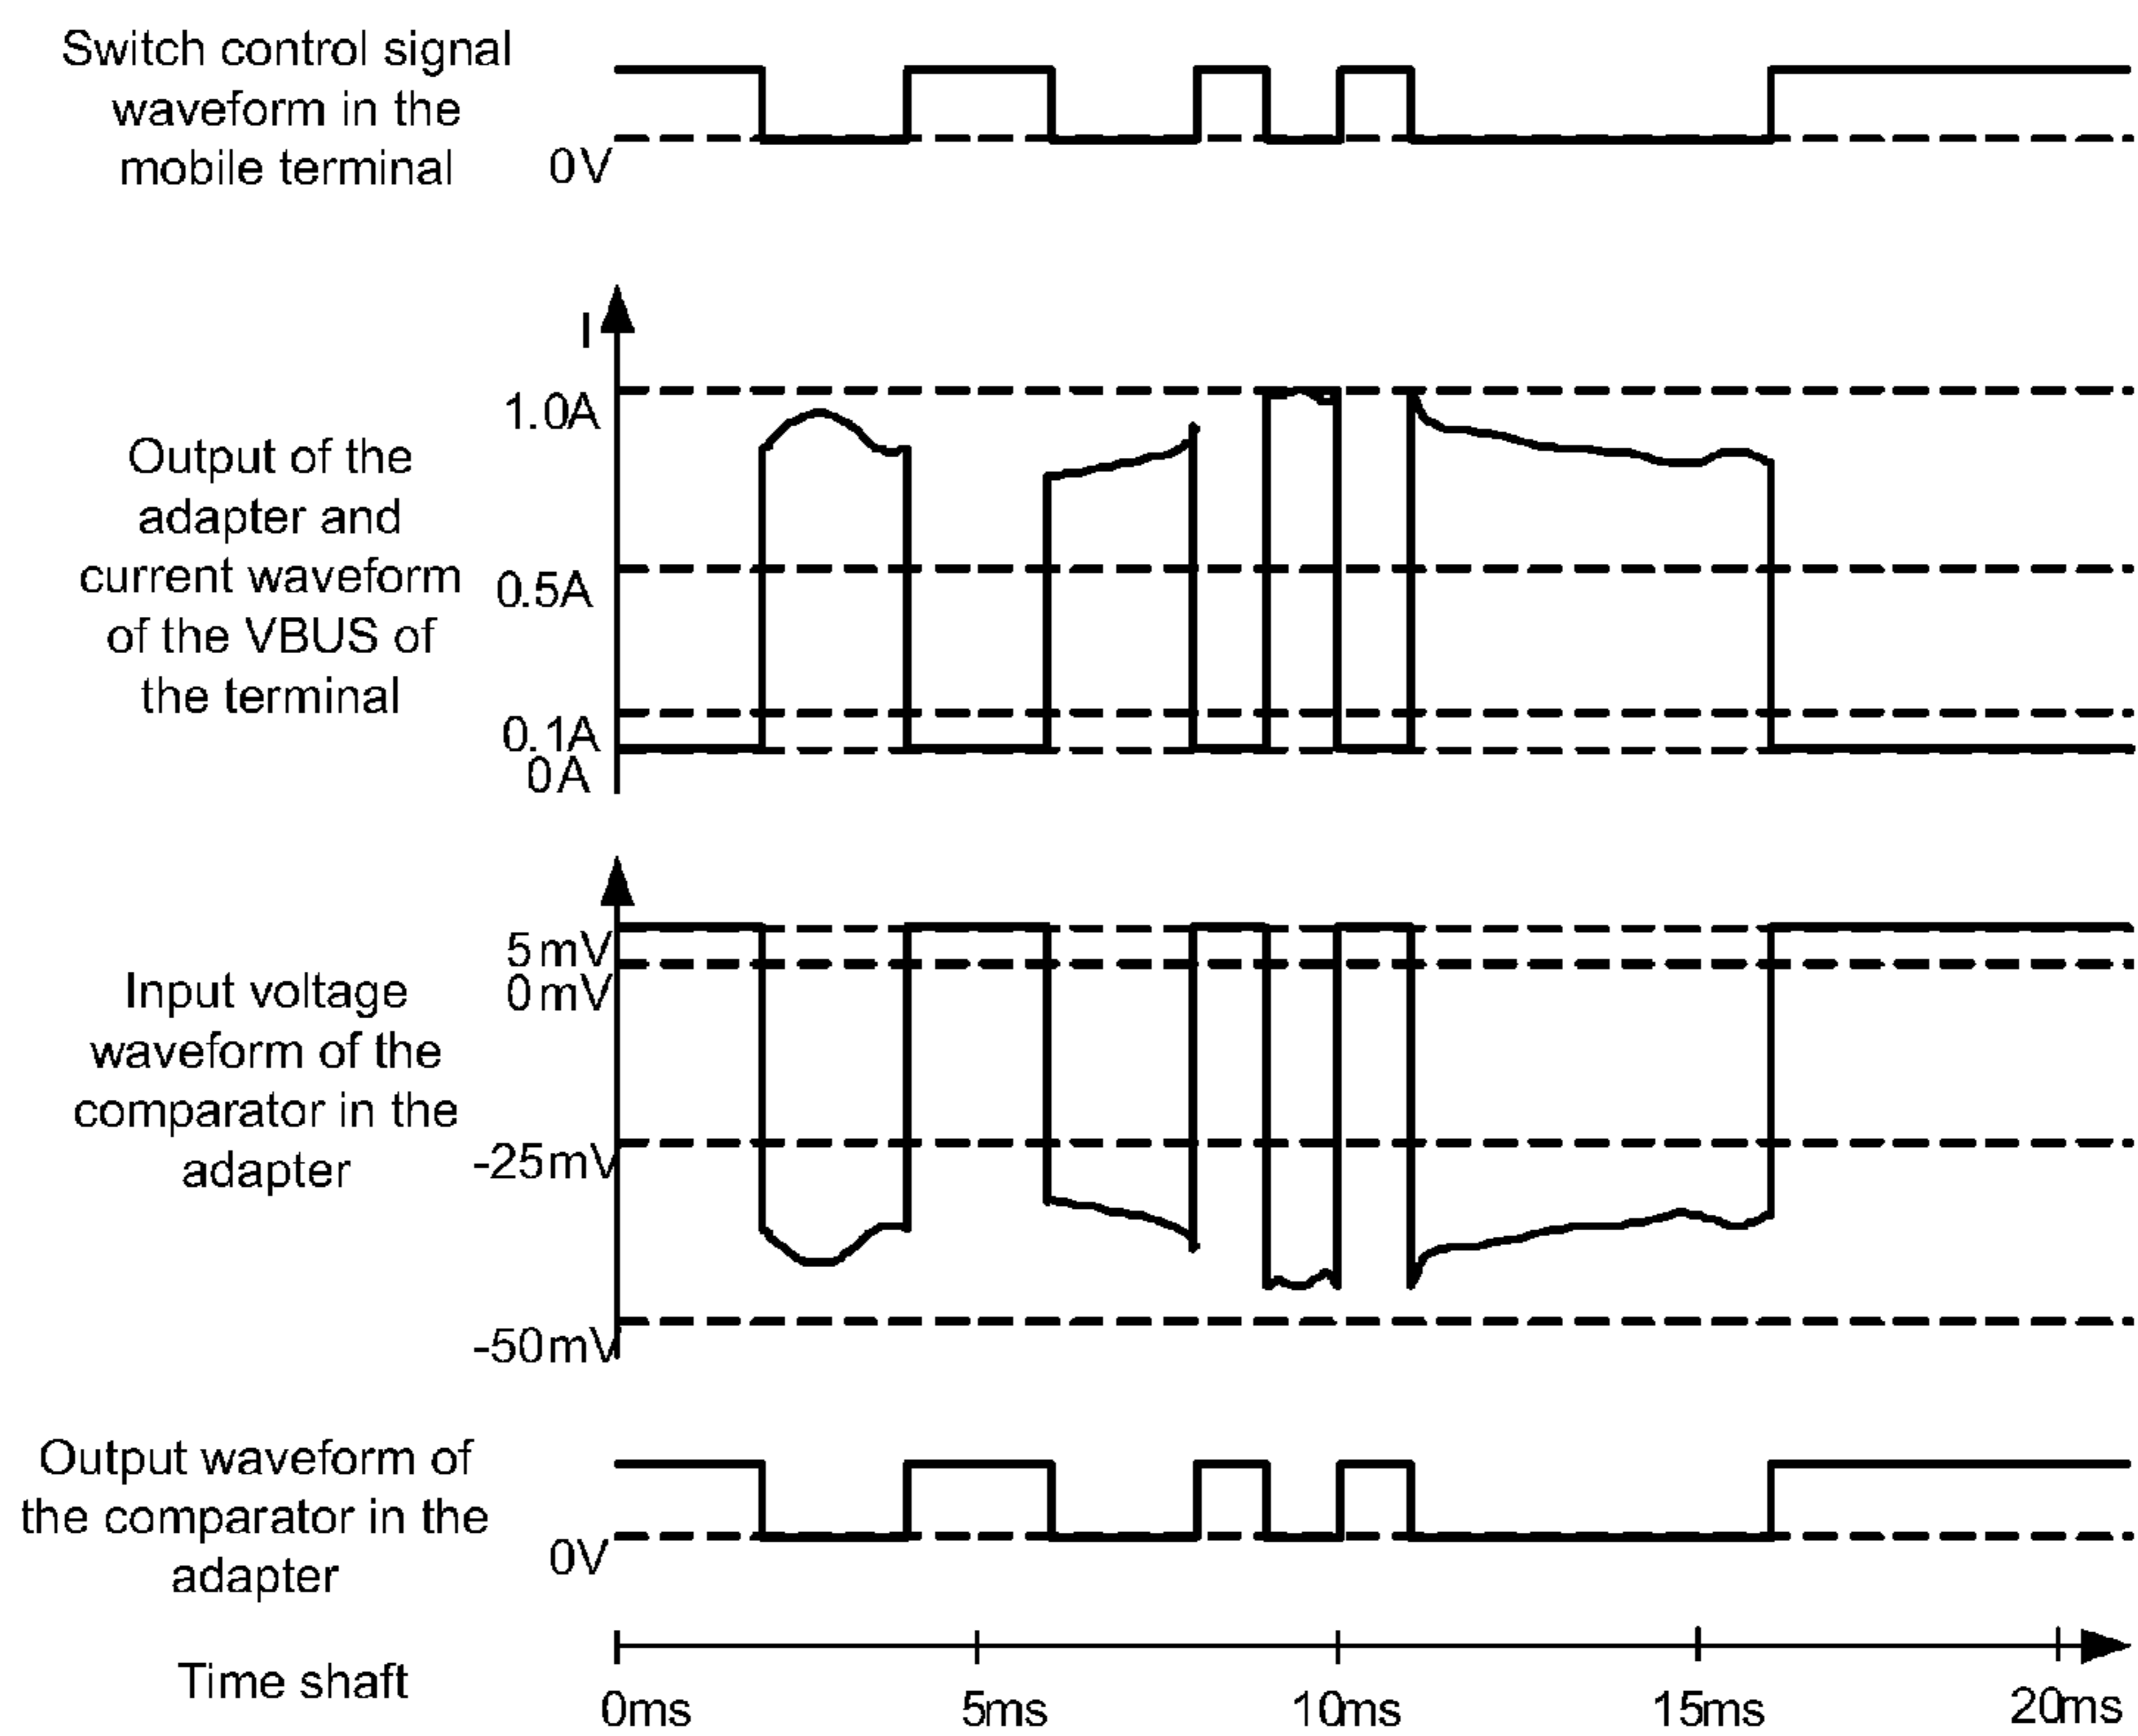 Switch control signal
waveform in the
mobile terminal
0V
I
1.0A
Output of the
adapter and
current waveform
of the VBUS of
the terminal
0.5A
0.1A
0A
5mV
0mV
Input voltage
waveform of the
comparator in the
adapter
-25mV
-50mV
Output waveform of
the comparator in the
adapter
0V
Time shaft
0ms
5ms
10ms
15ms
20ms